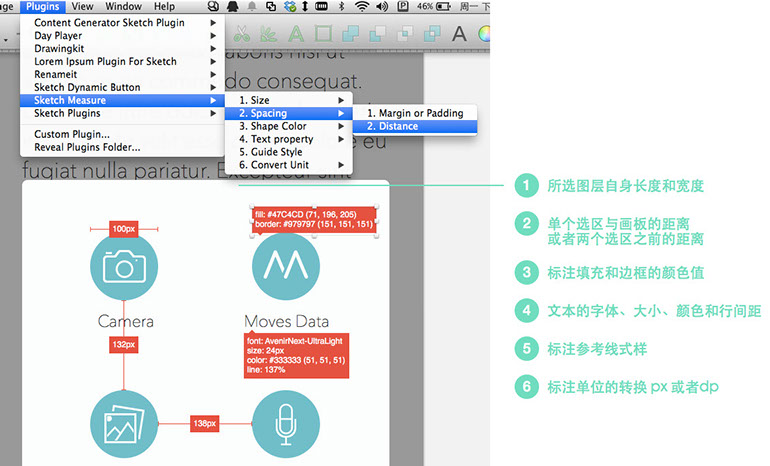 Plugins View Window Help 46% 周一 下
Content Generator Sketch Plugin
Day Player
Drawingkit
Lorem Ipsum Plugin For Sketch
Renameit
Sketch Dynamic Button
Sketch Measure
Sketch Plugins
Custom Plugin...
Reveal Plugins Folder...
1. Size
2. Spacing
3. Shape Color
4. Text property
5. Guide Style
6. Convert Unit
1. Margin or Padding
2. Distance
do consequat.
eu
fugiat nulla pariatur. Excepteur sint
fill: #47C4CD (71, 196, 205)
border: #979797 (151, 151, 151)
100px
Camera
Moves Data
132px
font: AvenirNext-UltraLight
size: 24px
color: #333333 (51, 51, 51)
line: 137%
138px
1 所选图层自身长度和宽度
2 单个选区与画板的距离
或者两个选区之前的距离
3 标注填充和边框的颜色值
4 文本的字体、大小、颜色和行间距
5 标注参考线式样
6 标注单位的转换 px 或者dp